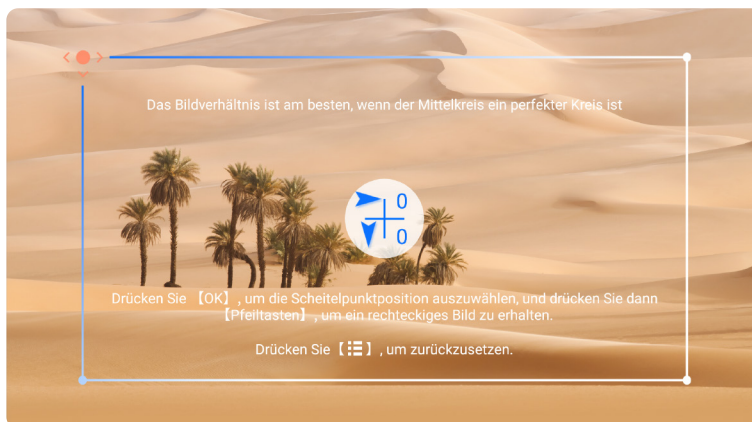 Das Bildverhältnis ist am besten, wenn der Mittelkreis ein perfekter Kreis ist
0
0
Drücken Sie 【OK】, um die Scheitelpunktposition auszuwählen, und drücken Sie dann
【Pfeiltasten】, um ein rechteckiges Bild zu erhalten.
Drücken Sie 【 】, um zurückzusetzen.